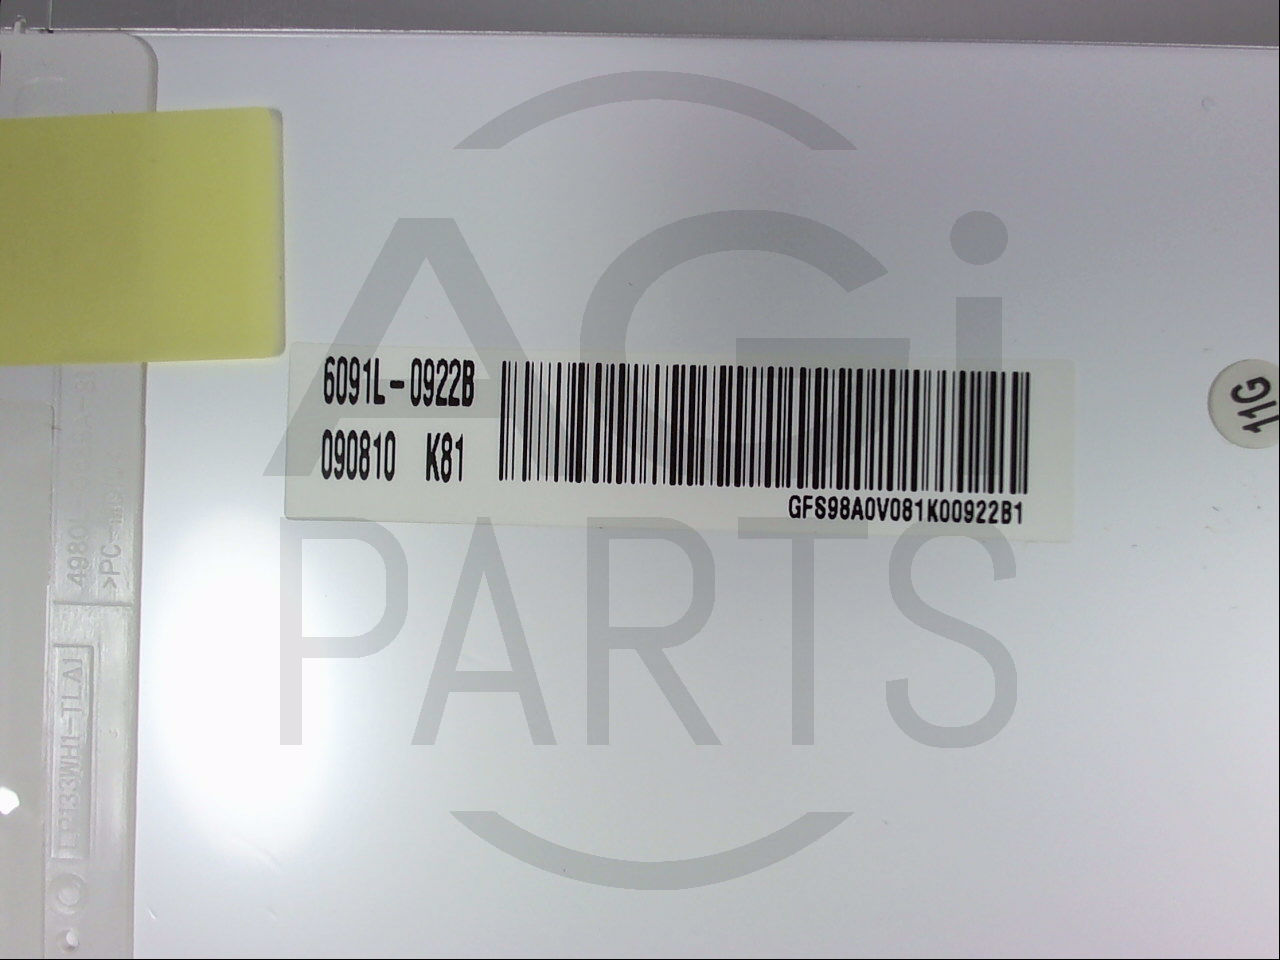 6091L-0922B
090810 K81
GFS98A0V081K00922B1
11G
AGi
PARTS
LP133WH1-TLA1